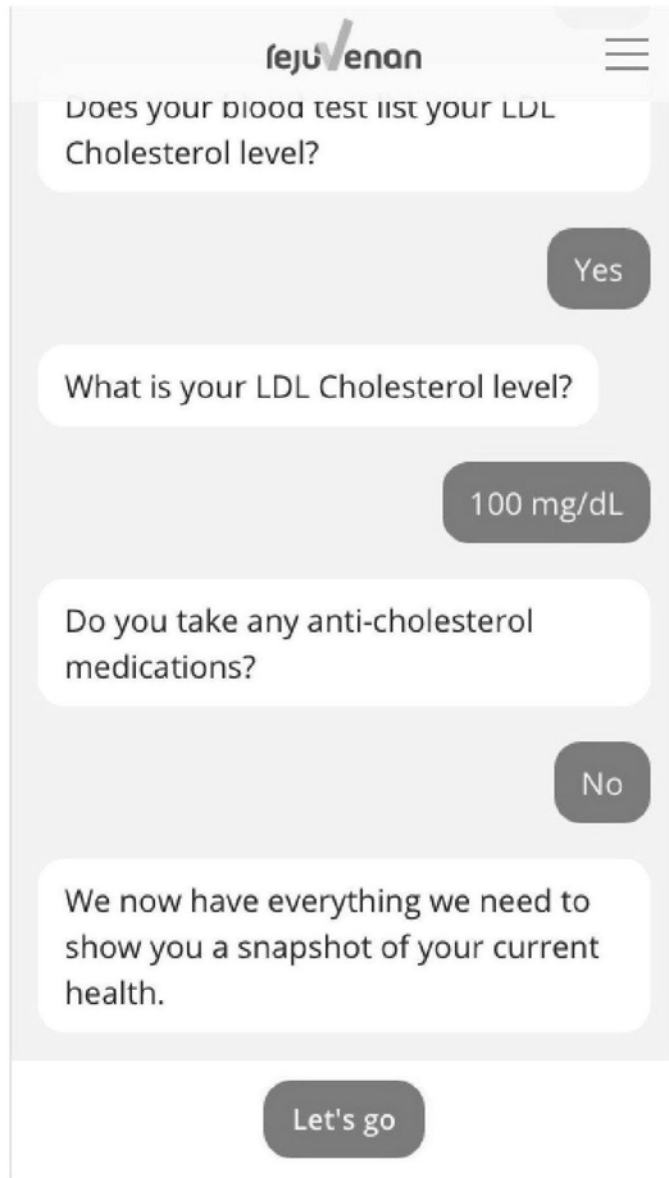 rejuvenan
Does your blood test list your LDL
Cholesterol level?
Yes
What is your LDL Cholesterol level?
100 mg/dL
Do you take any anti-cholesterol
medications?
No
We now have everything we need to
show you a snapshot of your current
health.
Let's go